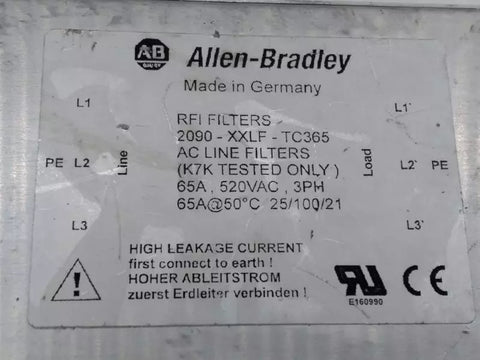 AB Allen-Bradley
Made in Germany
RFI FILTERS
2090 - XXLF - TC365
AC LINE FILTERS
(K7K TESTED ONLY )
65A , 520VAC , 3PH
65A@50°C 25/100/21
L1
PE L2 Line
L3
L1'
Load L2' PE
L3'
HIGH LEAKAGE CURRENT
first connect to earth !
HOHER ABLEITSTROM
zuerst Erdleiter verbinden !
RU CE
E160990